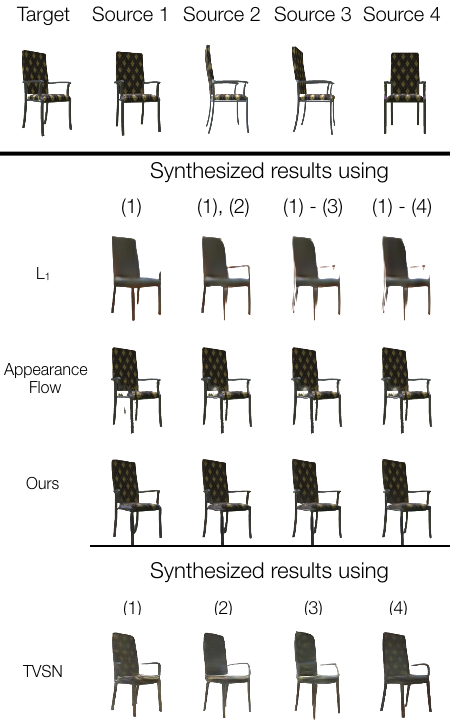 Target Source 1 Source 2 Source 3 Source 4
Synthesized results using
(1) (1), (2) (1) - (3) (1) - (4)
L₁
Appearance
Flow
Ours
Synthesized results using
(1) (2) (3) (4)
TVSN